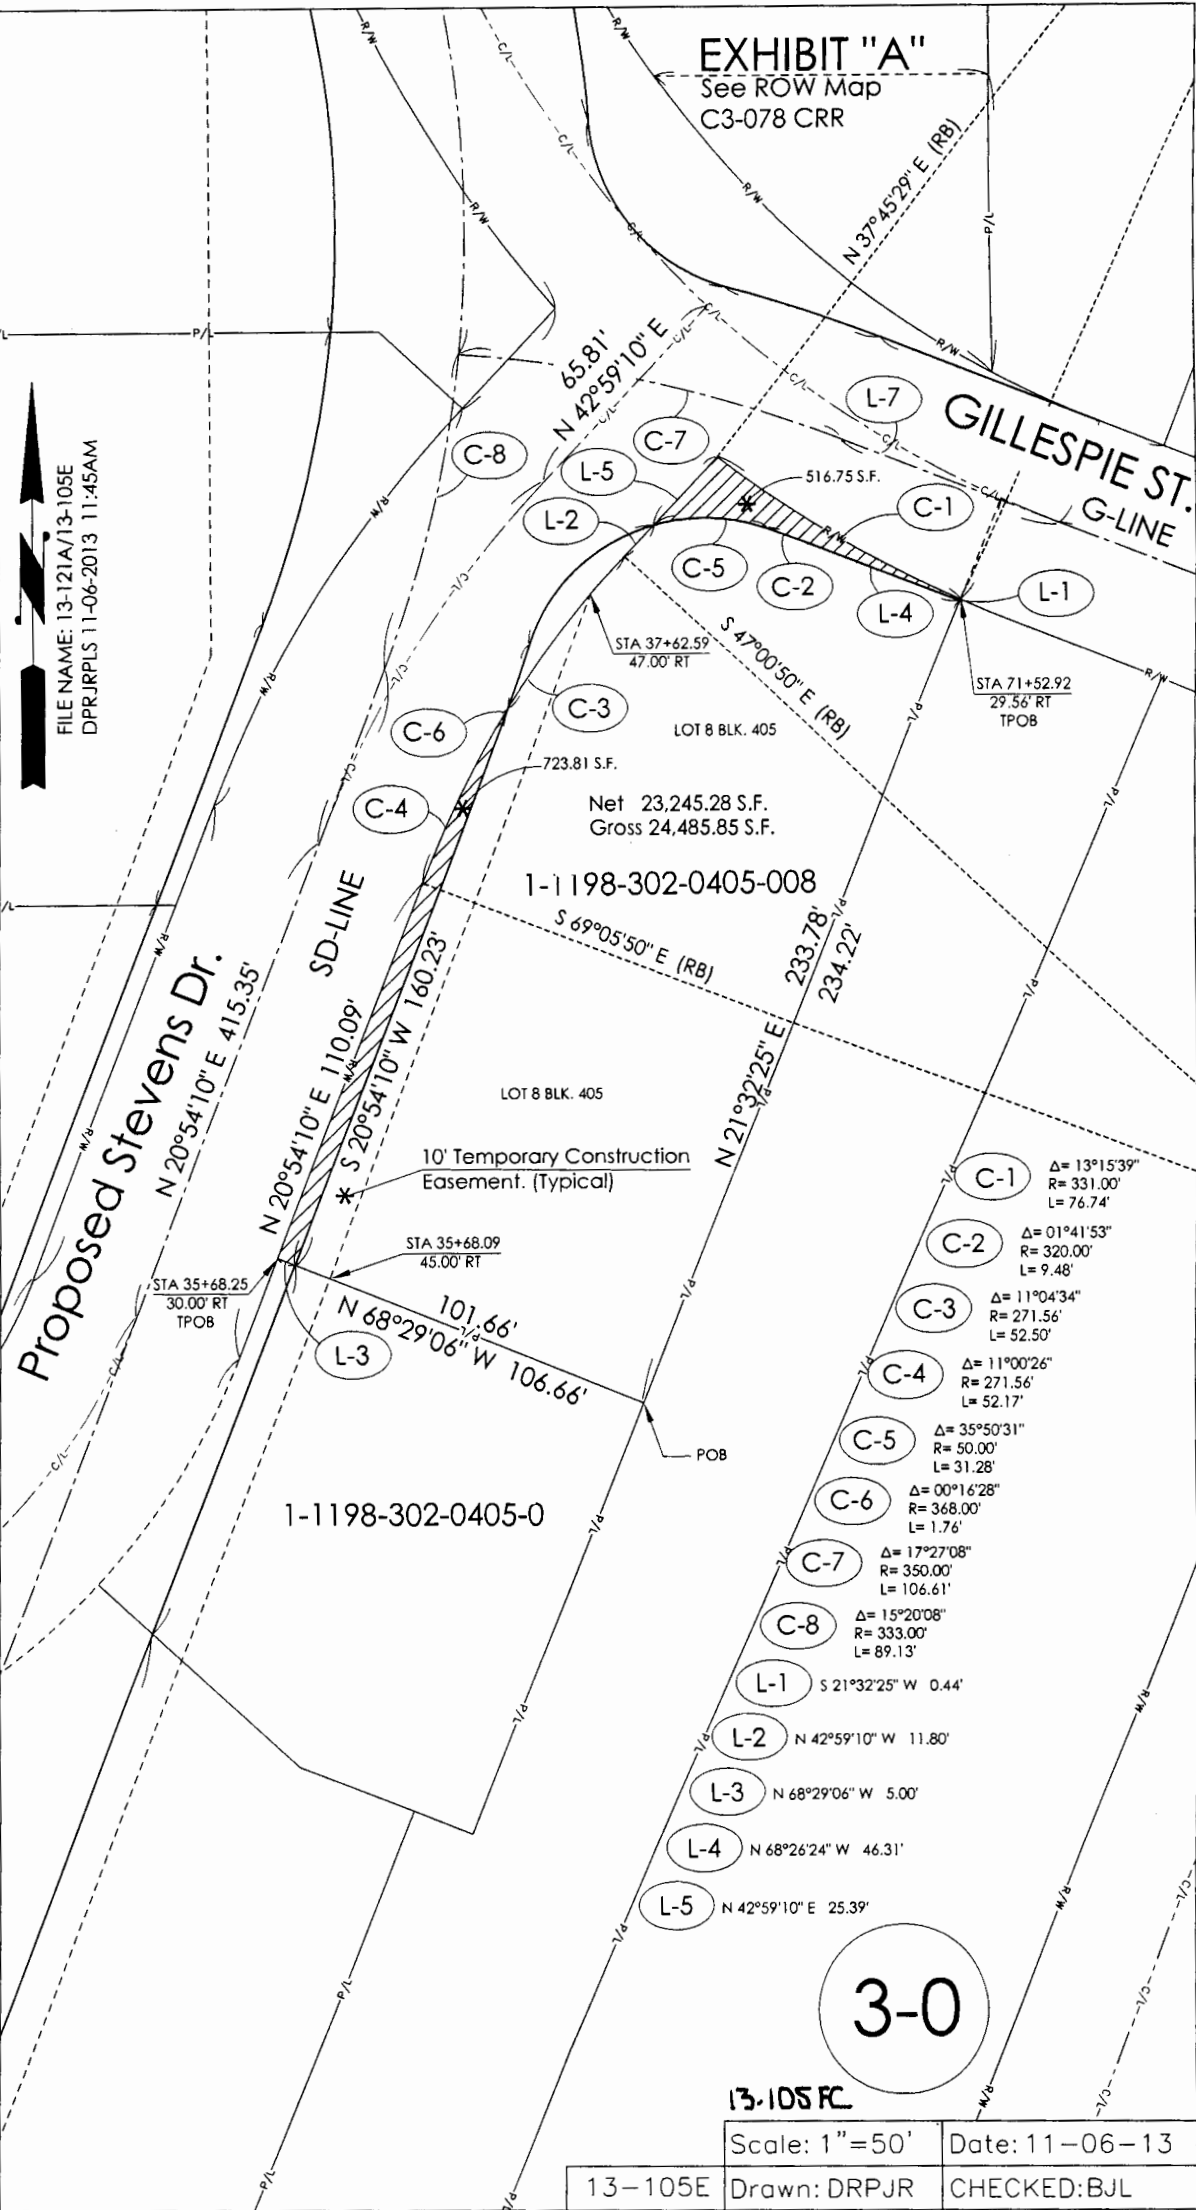 EXHIBIT "A"
See ROW Map
C3-078 CRR
R/W
R/W
C/L
C/L
R/W
R/W
C/L
N 37°45'29" E (RB)
P/L
P/L
65.81'
N 42°59'10" E
C/L
C/L
C/L
R/W
C/L
L-7
GILLESPIE ST.
G-LINE
C-8
C-7
L-5
516.75 S.F.
C-1
L-2
R/W
C-5
C-2
L-4
L-1
FILE NAME: 13-121A/13-105E
DPRJRPLS 11-06-2013 11:45AM
STA 37+62.59
47.00' RT
S 47°00'50" E (RB)
STA 71+52.92
29.56' RT
TPOB
R/W
C-3
C-6
LOT 8 BLK. 405
723.81 S.F.
C-4
Net 23,245.28 S.F.
Gross 24,485.85 S.F.
1-1198-302-0405-008
S 69°05'50" E (RB)
SD-LINE
233.78'
234.22'
N 21°32'25" E
Proposed Stevens Dr.
N 20°54'10" E 415.35'
N 20°54'10" E 110.09'
S 20°54'10" W 160.23'
LOT 8 BLK. 405
10' Temporary Construction
Easement. (Typical)
STA 35+68.09
45.00' RT
STA 35+68.25
30.00' RT
TPOB
101.66'
N 68°29'06" W 106.66'
L-3
POB
1-1198-302-0405-0
C-1 Δ= 13°15'39"
R= 331.00'
L= 76.74'
C-2 Δ= 01°41'53"
R= 320.00'
L= 9.48'
C-3 Δ= 11°04'34"
R= 271.56'
L= 52.50'
C-4 Δ= 11°00'26"
R= 271.56'
L= 52.17'
C-5 Δ= 35°50'31"
R= 50.00'
L= 31.28'
C-6 Δ= 00°16'28"
R= 368.00'
L= 1.76'
C-7 Δ= 17°27'08"
R= 350.00'
L= 106.61'
C-8 Δ= 15°20'08"
R= 333.00'
L= 89.13'
L-1 S 21°32'25" W 0.44'
L-2 N 42°59'10" W 11.80'
L-3 N 68°29'06" W 5.00'
L-4 N 68°26'24" W 46.31'
L-5 N 42°59'10" E 25.39'
3-0
13-105 FC
Scale: 1"=50' Date: 11-06-13
13-105E Drawn: DRPJR CHECKED:BJL